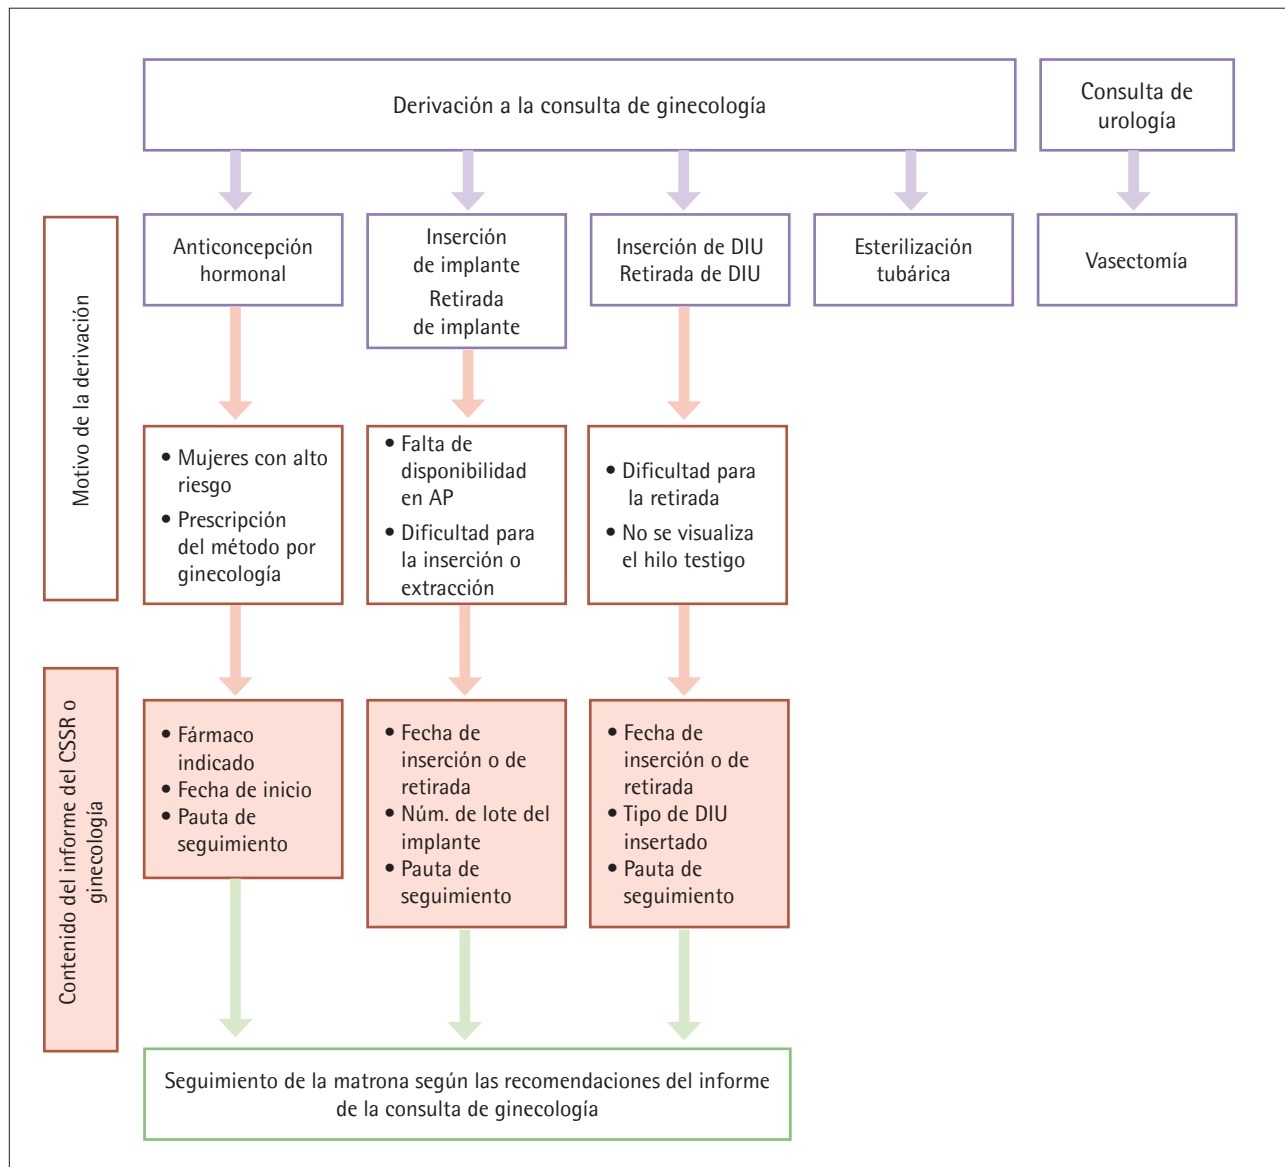 Derivación a la consulta de ginecología
Consulta de
urología
Motivo de la derivación
Anticoncepción
hormonal
Inserción
de implante
Retirada
de implante
Inserción de DIU
Retirada de DIU
Esterilización
tubárica
Vasectomía
• Mujeres con alto
riesgo
• Prescripción
del método por
ginecología
• Falta de
disponibilidad
en AP
• Dificultad para
la inserción o
extracción
• Dificultad para
la retirada
• No se visualiza
el hilo testigo
Contenido del informe del CSSR o
ginecología
• Fármaco
indicado
• Fecha de inicio
• Pauta de
seguimiento
• Fecha de
inserción o de
retirada
• Núm. de lote del
implante
• Pauta de
seguimiento
• Fecha de
inserción o de
retirada
• Tipo de DIU
insertado
• Pauta de
seguimiento
Seguimiento de la matrona según las recomendaciones del informe
de la consulta de ginecología